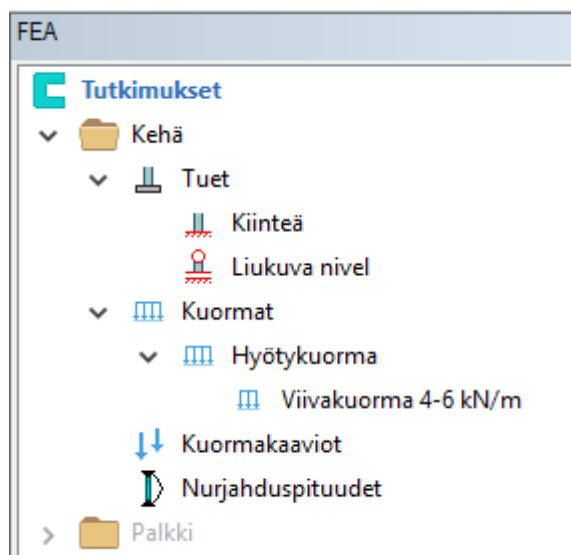 FEA
Tutkimukset
Kehä
Tuet
Kiinteä
Liukuva nivel
Kuormat
Hyötykuorma
Viivakuorma 4-6 kN/m
Kuormakaaviot
Nurjahduspituudet
Palkki